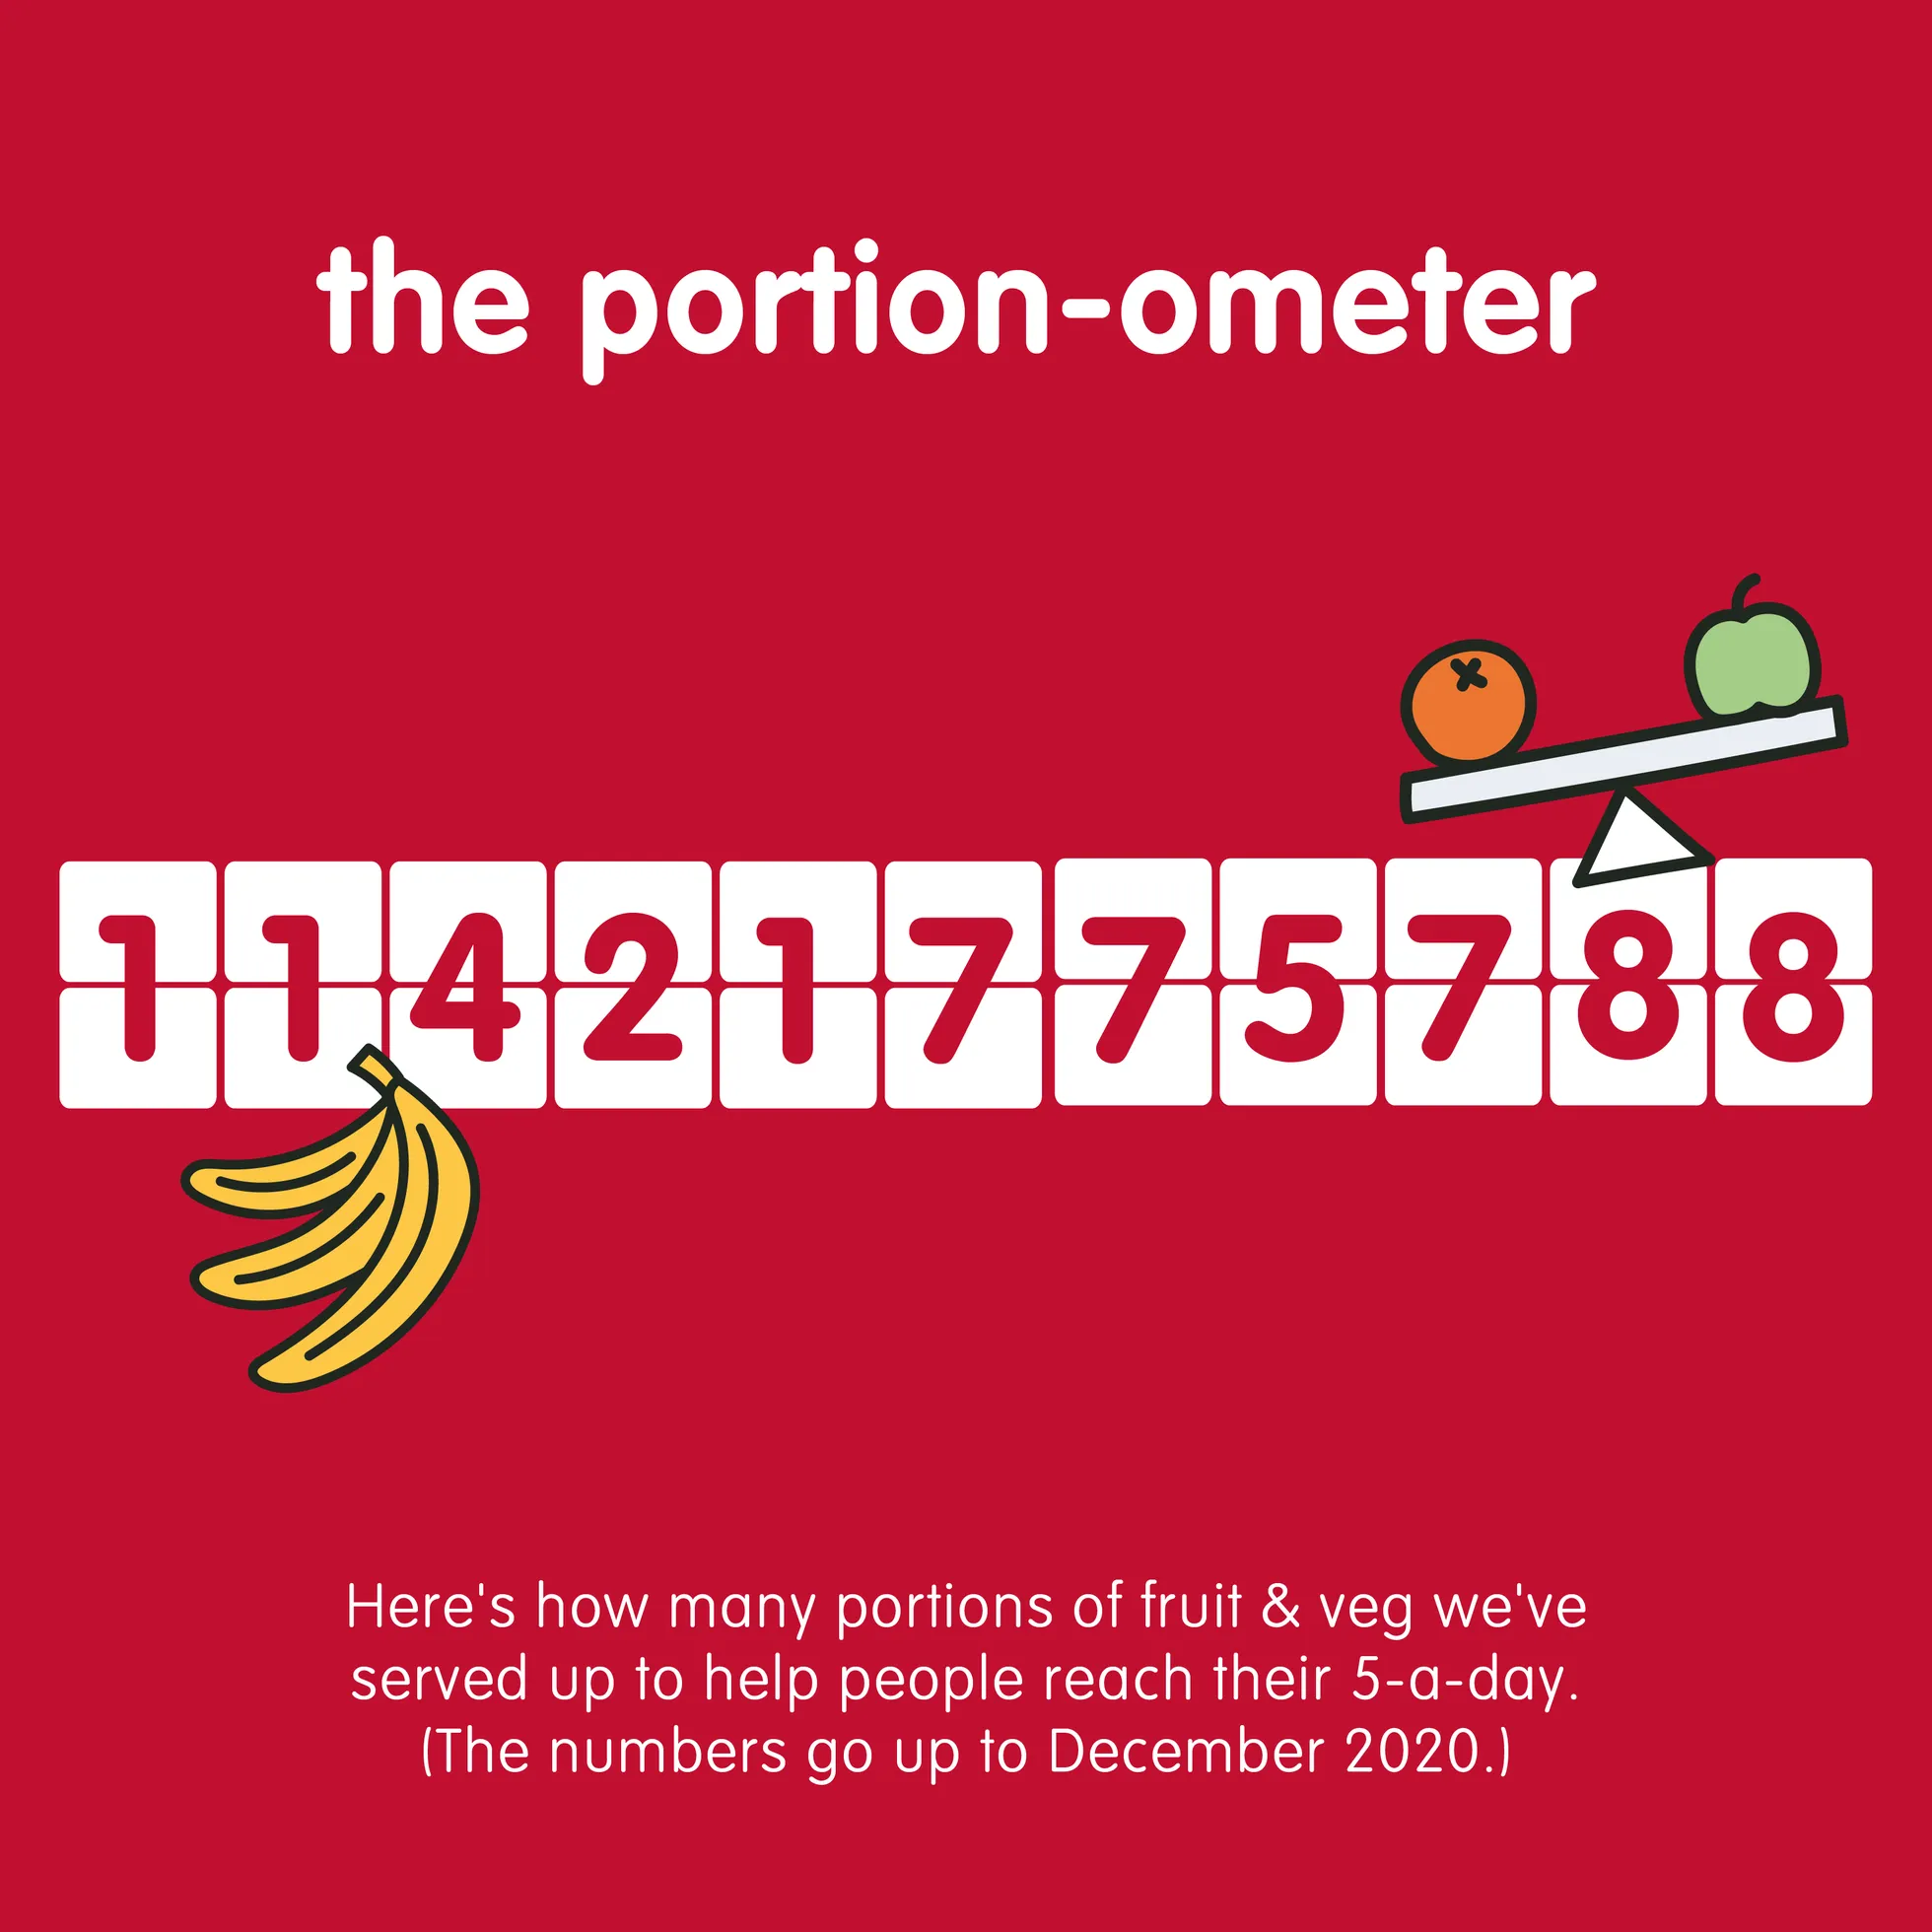 the portion-ometer
11421775788
Here's how many portions of fruit & veg we've
served up to help people reach their 5-a-day.
(The numbers go up to December 2020.)